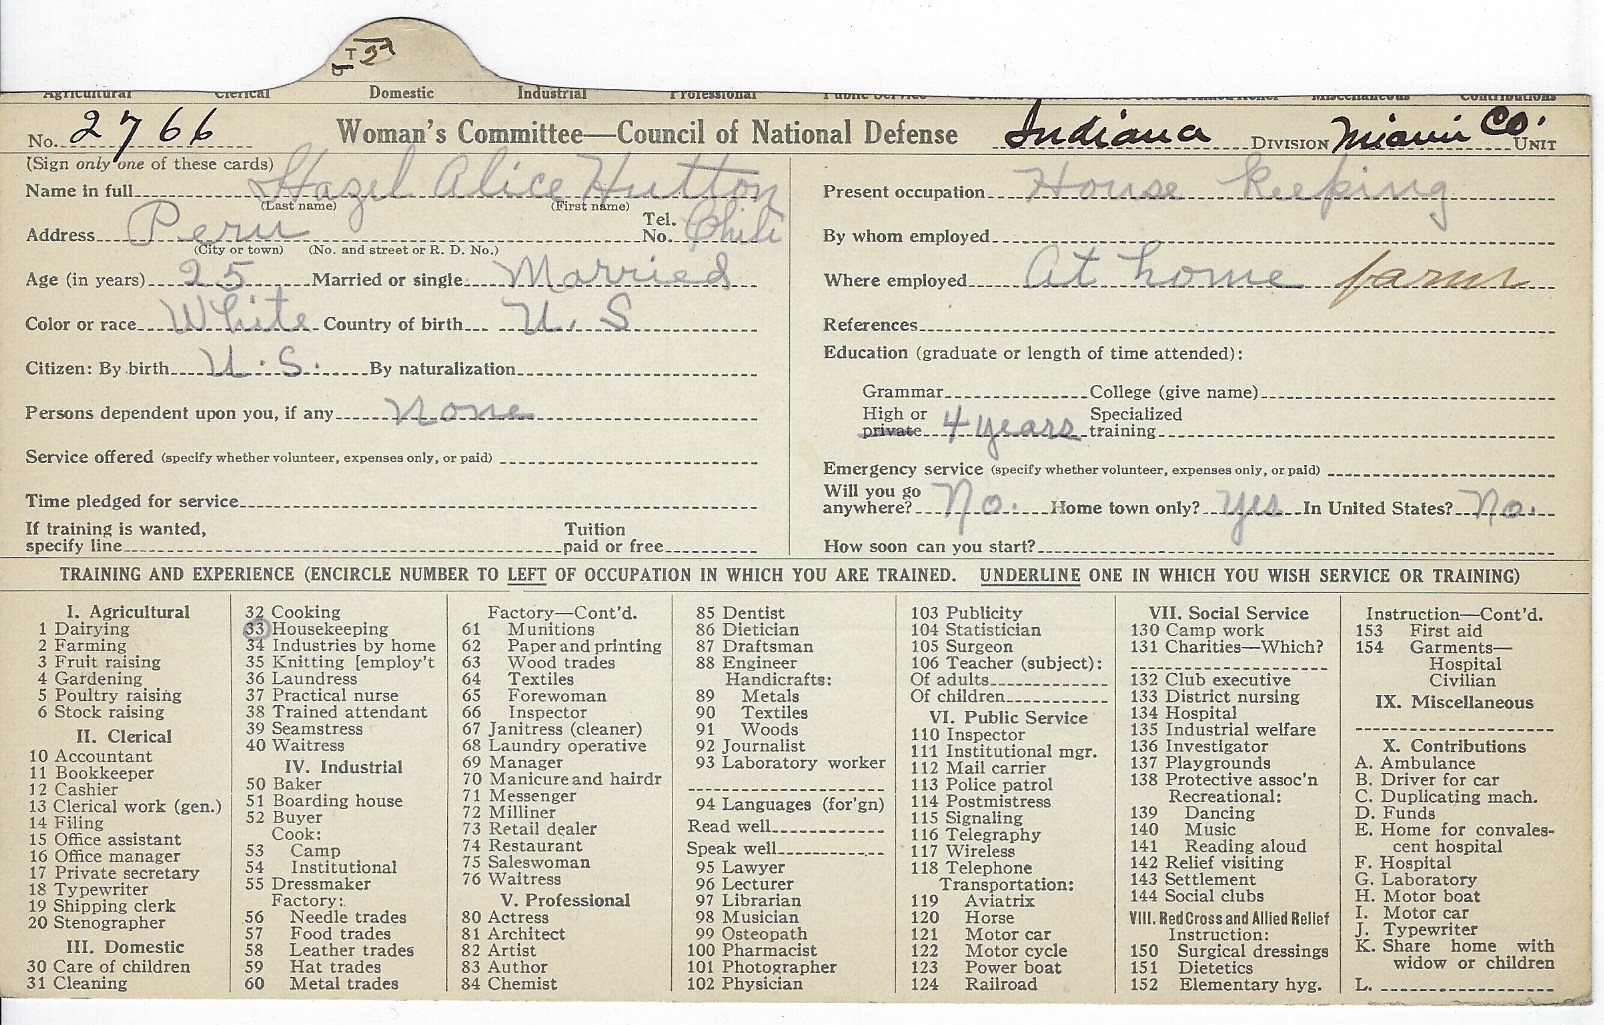 Agricultural Clerical Domestic Industrial Professional Public Service Miscellaneous Contributions
No. 2766 Woman's Committee—Council of National Defense Indiana DIVISION Miami Co. UNIT
(Sign only one of these cards)
Name in full Hazel Alice Hutton
(Last name) (First name)
Address Peru Tel. No. Chili
(City or town) (No. and street or R. D. No.)
Age (in years) 25 Married or single Married
Color or race White Country of birth U. S
Citizen: By birth U. S. By naturalization
Persons dependent upon you, if any None
Service offered (specify whether volunteer, expenses only, or paid)
Time pledged for service
If training is wanted, specify line Tuition paid or free
Present occupation House keeping
By whom employed
Where employed At home farm
References
Education (graduate or length of time attended):
Grammar College (give name)
High or private 4 years Specialized training
Emergency service (specify whether volunteer, expenses only, or paid)
Will you go anywhere? No. Home town only? Yes In United States? No.
How soon can you start?
TRAINING AND EXPERIENCE (ENCIRCLE NUMBER TO LEFT OF OCCUPATION IN WHICH YOU ARE TRAINED. UNDERLINE ONE IN WHICH YOU WISH SERVICE OR TRAINING)
I. Agricultural
1 Dairying
2 Farming
3 Fruit raising
4 Gardening
5 Poultry raising
6 Stock raising
II. Clerical
10 Accountant
11 Bookkeeper
12 Cashier
13 Clerical work (gen.)
14 Filing
15 Office assistant
16 Office manager
17 Private secretary
18 Typewriter
19 Shipping clerk
20 Stenographer
III. Domestic
30 Care of children
31 Cleaning
32 Cooking
33 Housekeeping
34 Industries by home
35 Knitting [employ't
36 Laundress
37 Practical nurse
38 Trained attendant
39 Seamstress
40 Waitress
IV. Industrial
50 Baker
51 Boarding house
52 Buyer
Cook:
53 Camp
54 Institutional
55 Dressmaker
Factory:
56 Needle trades
57 Food trades
58 Leather trades
59 Hat trades
60 Metal trades
Factory—Cont'd.
61 Munitions
62 Paper and printing
63 Wood trades
64 Textiles
65 Forewoman
66 Inspector
67 Janitress (cleaner)
68 Laundry operative
69 Manager
70 Manicure and hairdr
71 Messenger
72 Milliner
73 Retail dealer
74 Restaurant
75 Saleswoman
76 Waitress
V. Professional
80 Actress
81 Architect
82 Artist
83 Author
84 Chemist
85 Dentist
86 Dietician
87 Draftsman
88 Engineer
Handicrafts:
89 Metals
90 Textiles
91 Woods
92 Journalist
93 Laboratory worker
94 Languages (for'gn)
Read well
Speak well
95 Lawyer
96 Lecturer
97 Librarian
98 Musician
99 Osteopath
100 Pharmacist
101 Photographer
102 Physician
103 Publicity
104 Statistician
105 Surgeon
106 Teacher (subject):
Of adults
Of children
VI. Public Service
110 Inspector
111 Institutional mgr.
112 Mail carrier
113 Police patrol
114 Postmistress
115 Signaling
116 Telegraphy
117 Wireless
118 Telephone
Transportation:
119 Aviatrix
120 Horse
121 Motor car
122 Motor cycle
123 Power boat
124 Railroad
VII. Social Service
130 Camp work
131 Charities—Which?
132 Club executive
133 District nursing
134 Hospital
135 Industrial welfare
136 Investigator
137 Playgrounds
138 Protective assoc'n
Recreational:
139 Dancing
140 Music
141 Reading aloud
142 Relief visiting
143 Settlement
144 Social clubs
VIII. Red Cross and Allied Relief
Instruction:
150 Surgical dressings
151 Dietetics
152 Elementary hyg.
Instruction—Cont'd.
153 First aid
154 Garments—
Hospital
Civilian
IX. Miscellaneous
X. Contributions
A. Ambulance
B. Driver for car
C. Duplicating mach.
D. Funds
E. Home for convales-
cent hospital
F. Hospital
G. Laboratory
H. Motor boat
I. Motor car
J. Typewriter
K. Share home with
widow or children
L.